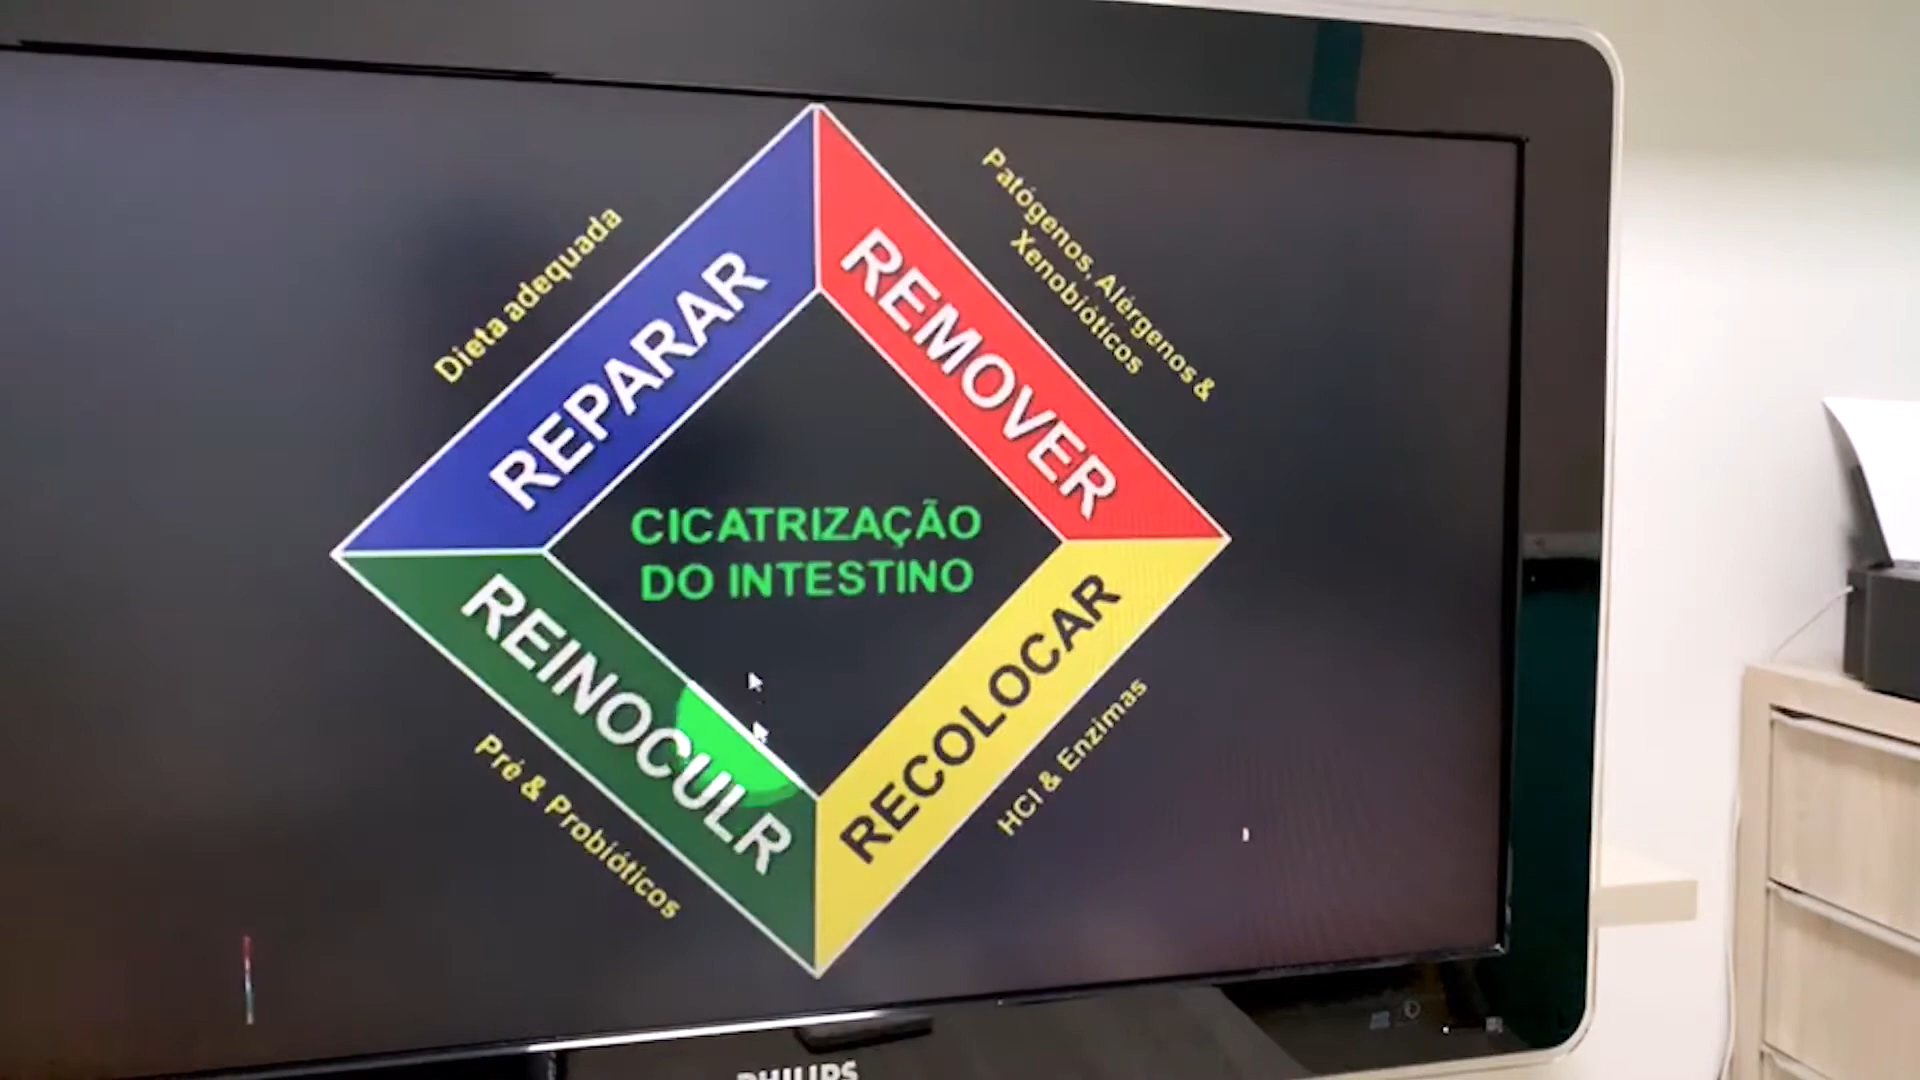 Dieta adequada
REPARAR
REMOVER
Patógenos, Alérgenos &
Xenobióticos
CICATRIZAÇÃO
DO INTESTINO
REINOCULR
Pré & Probióticos
RECOLOCAR
HCl & Enzimas
PHILIPS